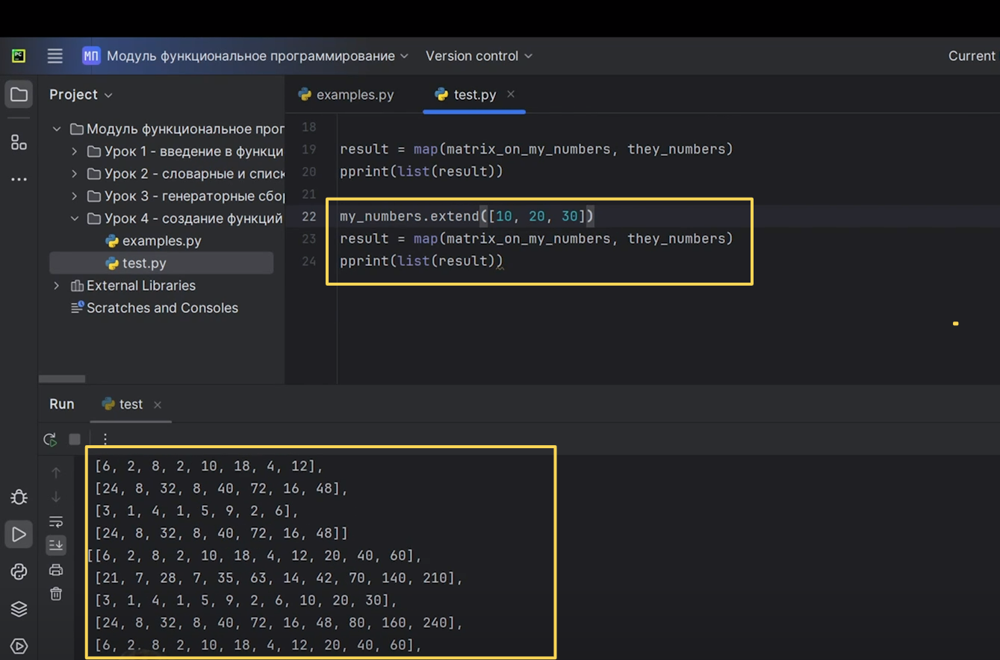 МП Модуль функциональное программирование Version control Current
Project
examples.py test.py
Модуль функциональное прог
Урок 1 - введение в функци
Урок 2 - словарные и списк
Урок 3 - генераторные сбор
Урок 4 - создание функций
examples.py
test.py
External Libraries
Scratches and Consoles
18
19 result = map(matrix_on_my_numbers, they_numbers)
20 pprint(list(result))
21
22 my_numbers.extend([10, 20, 30])
23 result = map(matrix_on_my_numbers, they_numbers)
24 pprint(list(result))
Run test
[6, 2, 8, 2, 10, 18, 4, 12],
[24, 8, 32, 8, 40, 72, 16, 48],
[3, 1, 4, 1, 5, 9, 2, 6],
[24, 8, 32, 8, 40, 72, 16, 48]]
[[6, 2, 8, 2, 10, 18, 4, 12, 20, 40, 60],
[21, 7, 28, 7, 35, 63, 14, 42, 70, 140, 210],
[3, 1, 4, 1, 5, 9, 2, 6, 10, 20, 30],
[24, 8, 32, 8, 40, 72, 16, 48, 80, 160, 240],
[6, 2, 8, 2, 10, 18, 4, 12, 20, 40, 60],